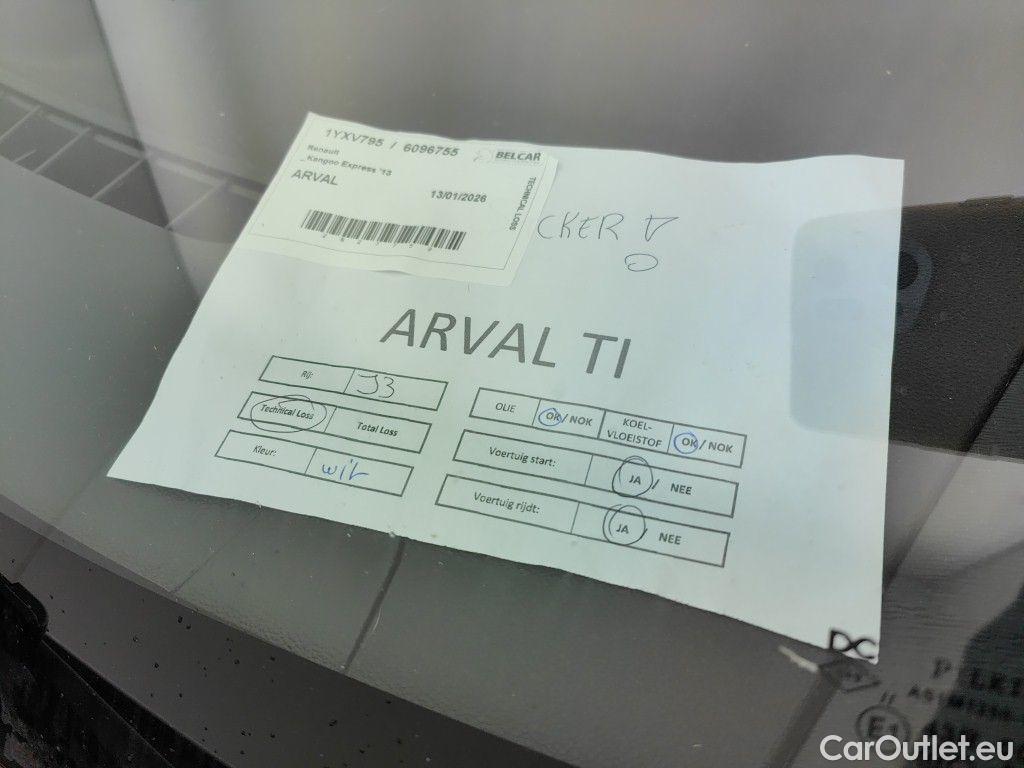 1YXV795 / 6096755
BELCAR
Renault
_Kangoo Express '13
ARVAL
13/01/2026
TECHNICAL LOSS
CKER
ARVAL TI
Rij: J3
Technical Loss Total Loss
Kleur: wit
OLIE OK / NOK KOEL-VLOEISTOF OK / NOK
Voertuig start: JA / NEE
Voertuig rijdt: JA / NEE
DC
CarOutlet.eu